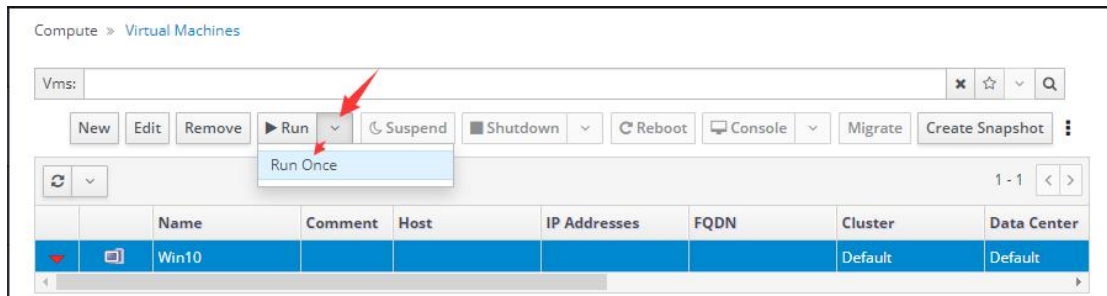 Compute » Virtual Machines
Vms:
New Edit Remove Run Suspend Shutdown Reboot Console Migrate Create Snapshot
Run Once
1 - 1
Name Comment Host IP Addresses FQDN Cluster Data Center
Win10 Default Default